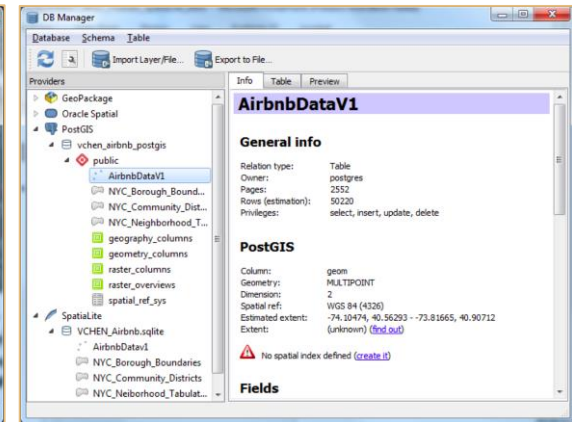 DB Manager
Database Schema Table
Import Layer/File... Export to File...
Providers
GeoPackage
Oracle Spatial
PostGIS
vchen_airbnb_postgis
public
AirbnbDataV1
NYC_Borough_Bound...
NYC_Community_Dist...
NYC_Neighborhood_T...
geography_columns
geometry_columns
raster_columns
raster_overviews
spatial_ref_sys
SpatiaLite
VCHEN_Airbnb.sqlite
AirbnbDatav1
NYC_Borough_Boundaries
NYC_Community_Districts
NYC_Neiborhood_Tabulat...
Info Table Preview
AirbnbDataV1
General info
Relation type: Table
Owner: postgres
Pages: 2552
Rows (estimation): 50220
Privileges: select, insert, update, delete
PostGIS
Column: geom
Geometry: MULTIPOINT
Dimension: 2
Spatial ref: WGS 84 (4326)
Estimated extent: -74.10474, 40.56293 - -73.81665, 40.90712
Extent: (unknown) (find out)
No spatial index defined (create it)
Fields